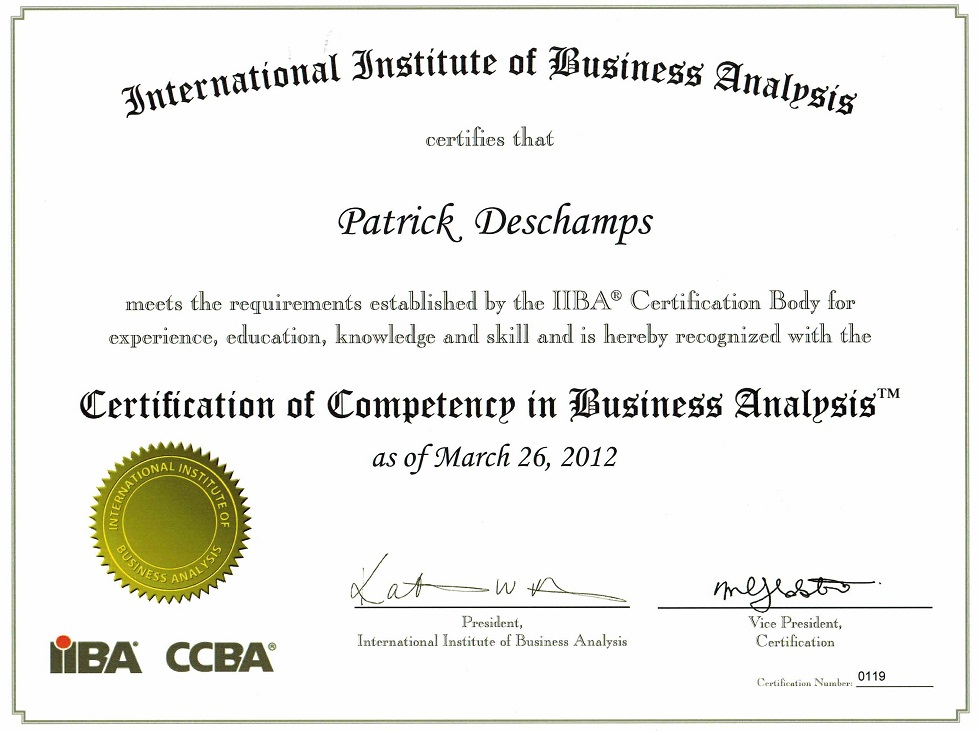 International Institute of Business Analysis
certifies that
Patrick Deschamps
meets the requirements established by the IIBA® Certification Body for
experience, education, knowledge and skill and is hereby recognized with the
Certification of Competency in Business Analysis™
as of March 26, 2012
INTERNATIONAL INSTITUTE OF
BUSINESS ANALYSIS
President,
International Institute of Business Analysis
Vice President,
Certification
IIBA® CCBA®
Certification Number: 0119